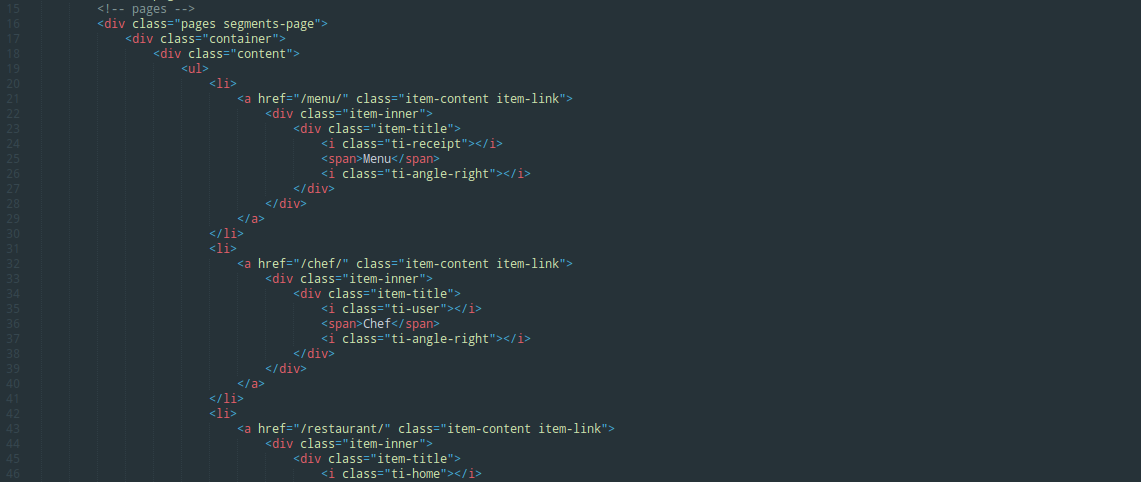 15 <!-- pages -->
16 <div class="pages segments-page">
17 <div class="container">
18 <div class="content">
19 <ul>
20 <li>
21 <a href="/menu/" class="item-content item-link">
22 <div class="item-inner">
23 <div class="item-title">
24 <i class="ti-receipt"></i>
25 <span>Menu</span>
26 <i class="ti-angle-right"></i>
27 </div>
28 </div>
29 </a>
30 </li>
31 <li>
32 <a href="/chef/" class="item-content item-link">
33 <div class="item-inner">
34 <div class="item-title">
35 <i class="ti-user"></i>
36 <span>Chef</span>
37 <i class="ti-angle-right"></i>
38 </div>
39 </div>
40 </a>
41 </li>
42 <li>
43 <a href="/restaurant/" class="item-content item-link">
44 <div class="item-inner">
45 <div class="item-title">
46 <i class="ti-home"></i>